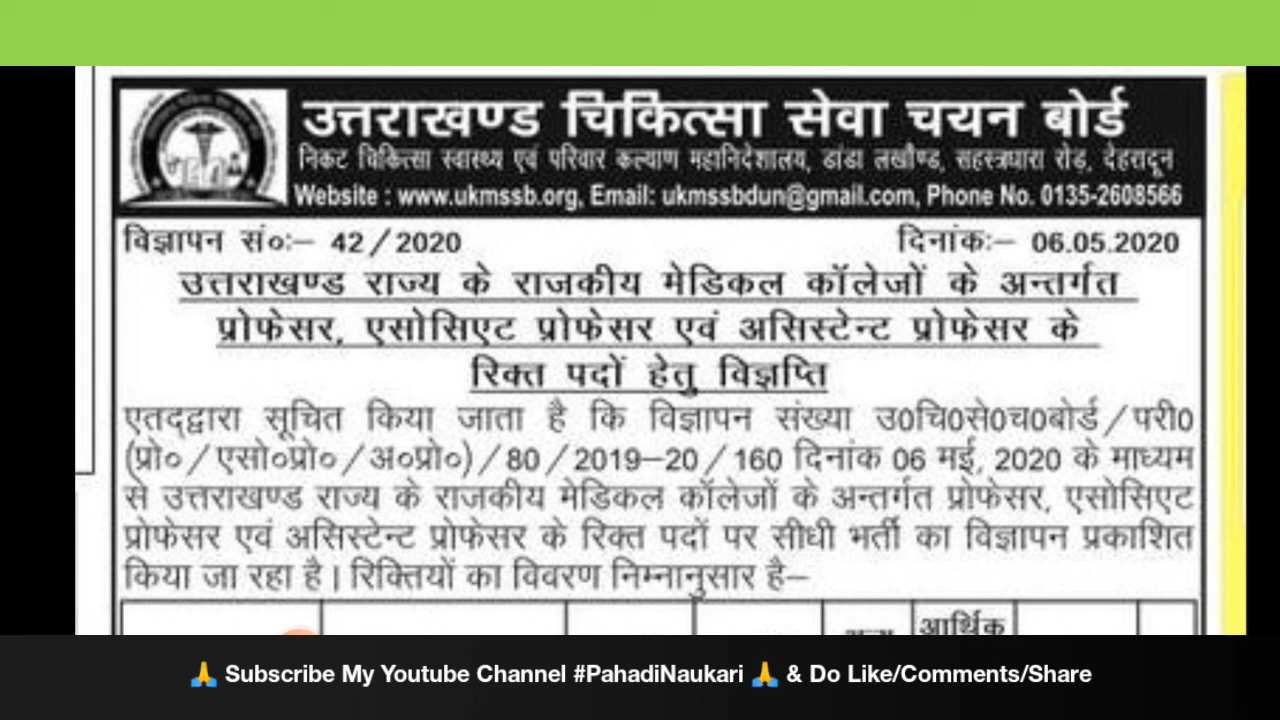 उत्तराखण्ड चिकित्सा सेवा चयन बोर्ड
निकट चिकित्सा स्वास्थ्य एवं परिवार कल्याण महानिदेशालय, डांडा लखौण्ड, सहस्त्रधारा रोड़, देहरादून
Website : www.ukmssb.org, Email: ukmssbdun@gmail.com, Phone No. 0135-2608566
विज्ञापन सं०:– 42/2020 दिनांक:– 06.05.2020
उत्तराखण्ड राज्य के राजकीय मेडिकल कॉलेजों के अन्तर्गत
प्रोफेसर, एसोसिएट प्रोफेसर एवं असिस्टेन्ट प्रोफेसर के
रिक्त पदों हेतु विज्ञप्ति
एतद्द्वारा सूचित किया जाता है कि विज्ञापन संख्या उ0चि0से0च0बोर्ड/परी0
(प्रो०/एसो०प्रो०/अ०प्रो०)/80/2019–20/160 दिनांक 06 मई, 2020 के माध्यम
से उत्तराखण्ड राज्य के राजकीय मेडिकल कॉलेजों के अन्तर्गत प्रोफेसर, एसोसिएट
प्रोफेसर एवं असिस्टेन्ट प्रोफेसर के रिक्त पदों पर सीधी भर्ती का विज्ञापन प्रकाशित
किया जा रहा है। रिक्तियों का विवरण निम्नानुसार है–
आर्थिक
🙏 Subscribe My Youtube Channel #PahadiNaukari 🙏 & Do Like/Comments/Share